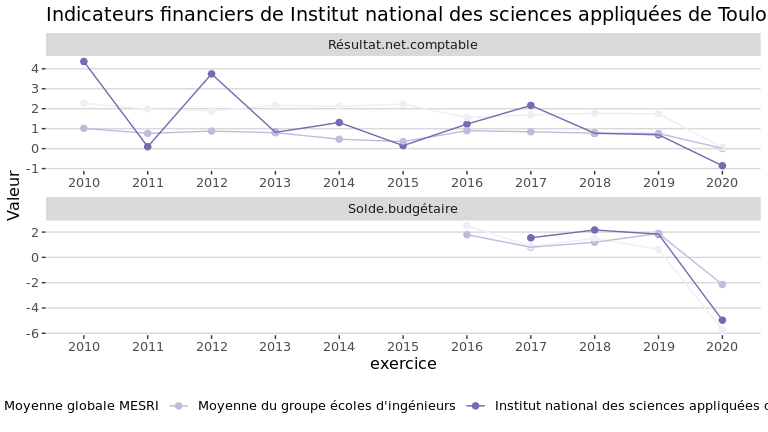 Indicateurs financiers de Institut national des sciences appliquées de Toulo
Résultat.net.comptable
4
3
2
1
0
-1
2010 2011 2012 2013 2014 2015 2016 2017 2018 2019 2020
Valeur
Solde.budgétaire
2
0
-2
-4
-6
2010 2011 2012 2013 2014 2015 2016 2017 2018 2019 2020
exercice
Moyenne globale MESRI Moyenne du groupe écoles d'ingénieurs Institut national des sciences appliquées